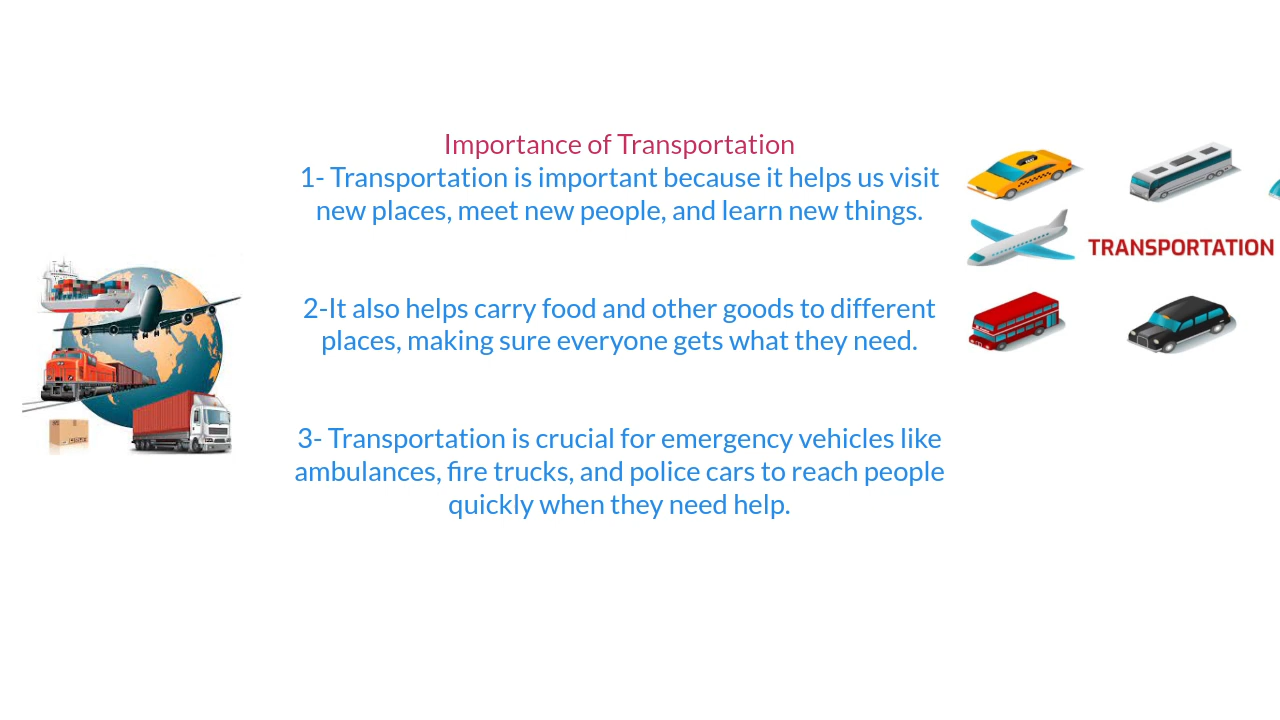 Importance of Transportation
1- Transportation is important because it helps us visit
new places, meet new people, and learn new things.
2-It also helps carry food and other goods to different
places, making sure everyone gets what they need.
3- Transportation is crucial for emergency vehicles like
ambulances, fire trucks, and police cars to reach people
quickly when they need help.
TRANSPORTATION